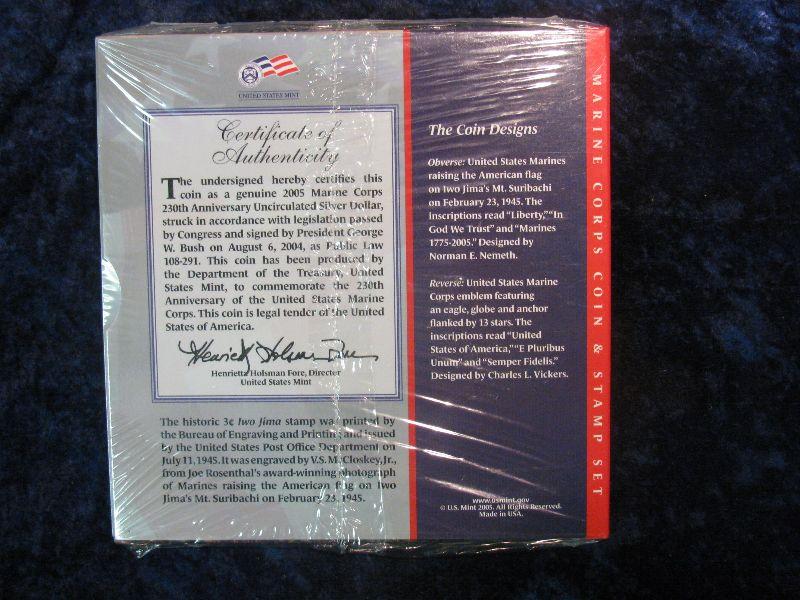 UNITED STATES MINT
Certificate of
Authenticity
The undersigned hereby certifies this
coin as a genuine 2005 Marine Corps
230th Anniversary Uncirculated Silver Dollar,
struck in accordance with legislation passed
by Congress and signed by President George
W. Bush on August 6, 2004, as Public Law
108-291. This coin has been produced by
the Department of the Treasury, United
States Mint, to commemorate the 230th
Anniversary of the United States Marine
Corps. This coin is legal tender of the United
States of America.
Henrietta Holsman Fore
Henrietta Holsman Fore, Director
United States Mint
The historic 3¢ Iwo Jima stamp was printed by
the Bureau of Engraving and Printing and issued
by the United States Post Office Department on
July 11, 1945. It was engraved by V.S. McCloskey, Jr.,
from Joe Rosenthal's award-winning photograph
of Marines raising the American flag on Iwo
Jima's Mt. Suribachi on February 23, 1945.
The Coin Designs
Obverse: United States Marines
raising the American flag
on Iwo Jima's Mt. Suribachi
on February 23, 1945. The
inscriptions read "Liberty," "In
God We Trust" and "Marines
1775-2005." Designed by
Norman E. Nemeth.
Reverse: United States Marine
Corps emblem featuring
an eagle, globe and anchor
flanked by 13 stars. The
inscriptions read "United
States of America," "E Pluribus
Unum" and "Semper Fidelis."
Designed by Charles L. Vickers.
www.usmint.gov
© U.S. Mint 2005. All Rights Reserved.
Made in USA.
MARINE CORPS COIN & STAMP SET